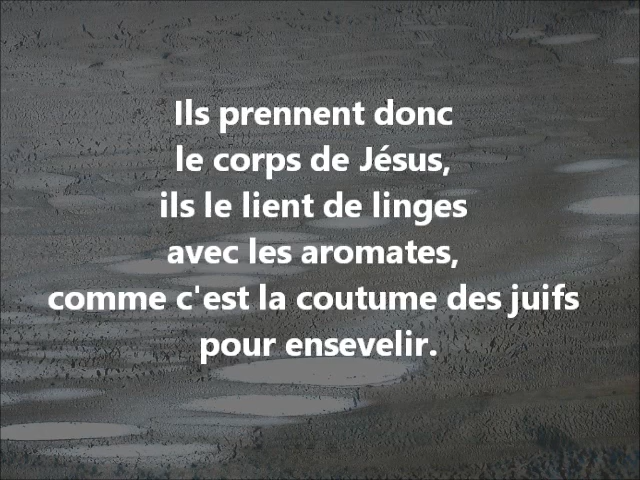 Ils prennent donc
le corps de Jésus,
ils le lient de linges
avec les aromates,
comme c'est la coutume des juifs
pour ensevelir.